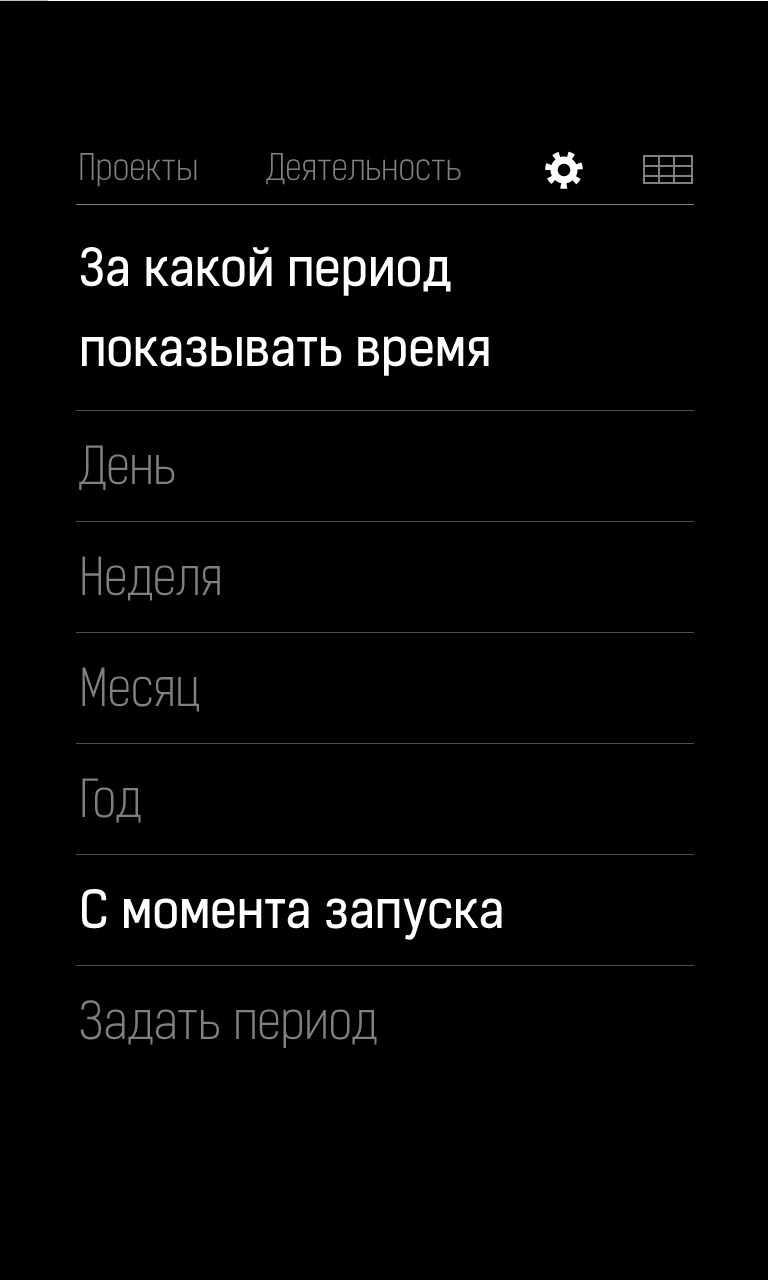 Проекты Деятельность
За какой период
показывать время
День
Неделя
Месяц
Год
С момента запуска
Задать период